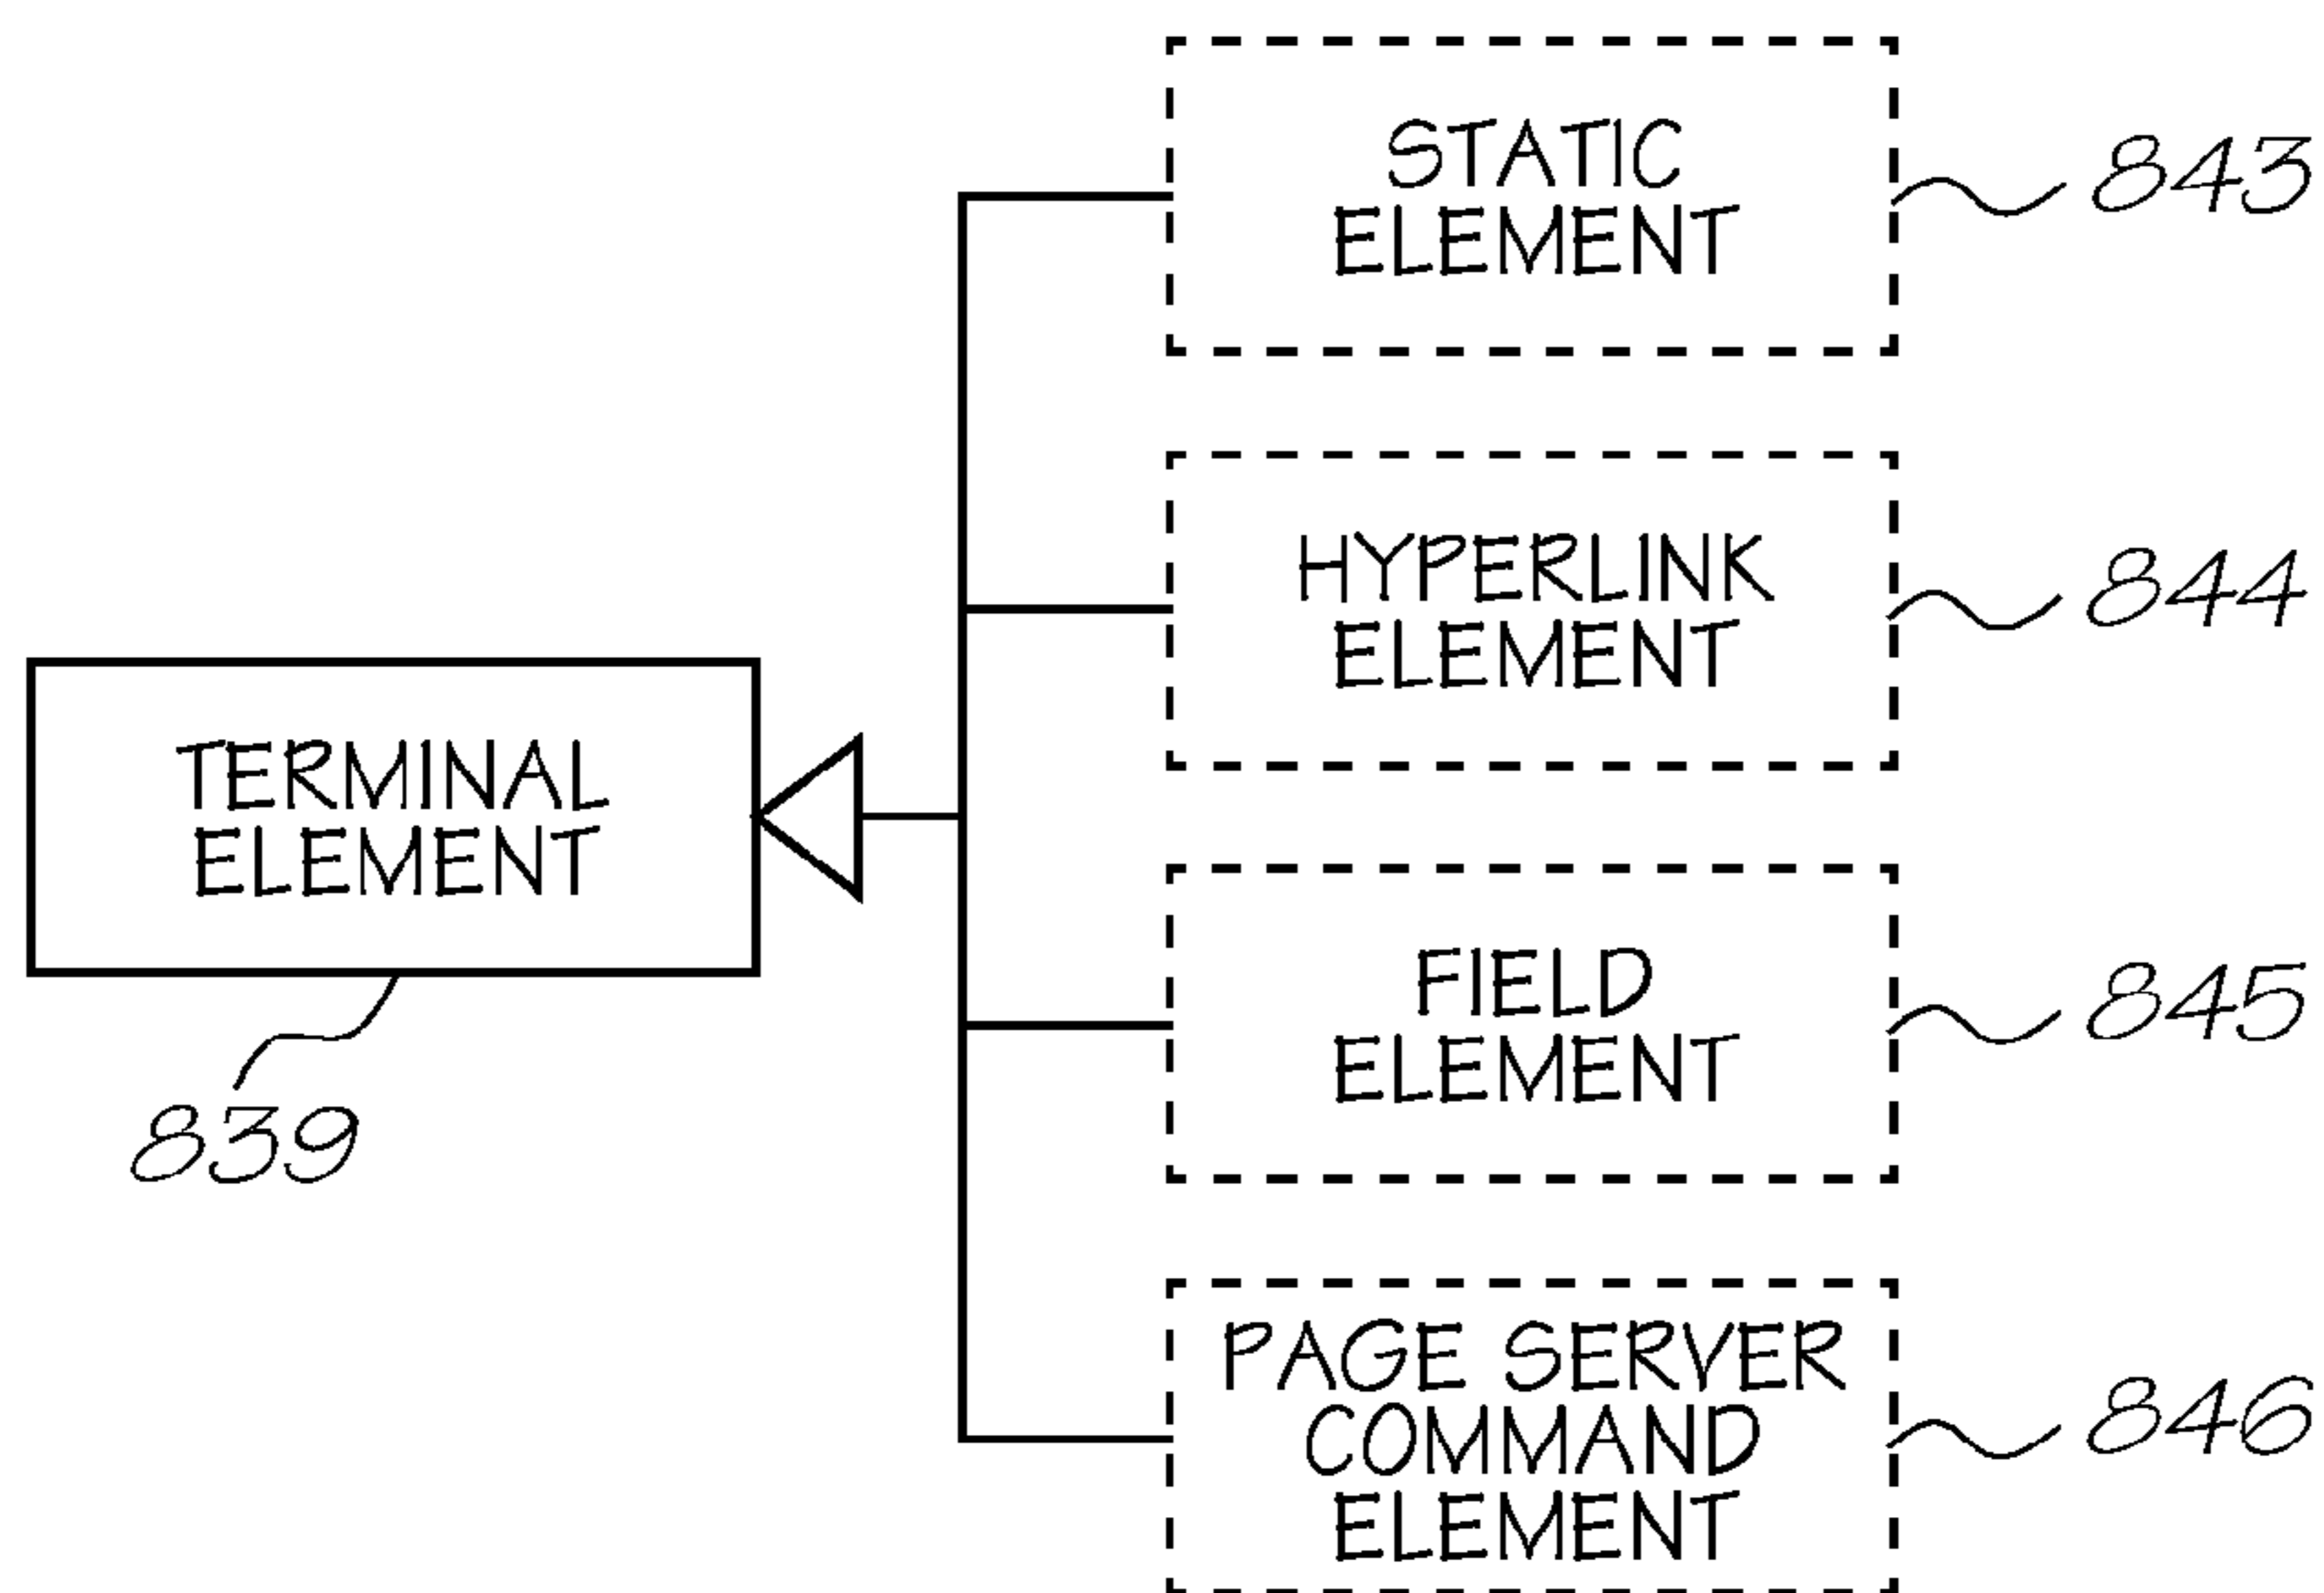 STATIC
ELEMENT
843
HYPERLINK
ELEMENT
844
TERMINAL
ELEMENT
839
FIELD
ELEMENT
845
PAGE SERVER
COMMAND
ELEMENT
846